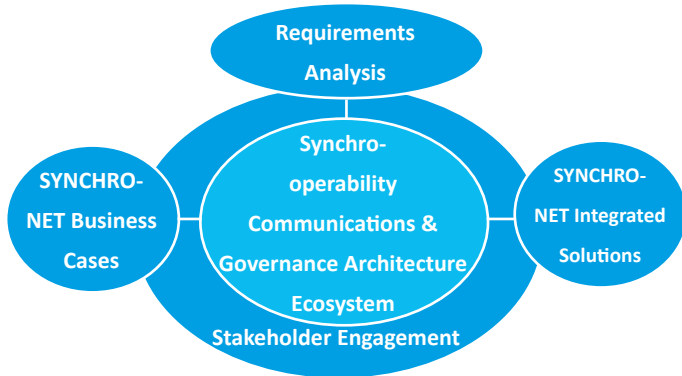 Requirements
Analysis
SYNCHRO-
NET Business
Cases
Synchro-
operability
Communications &
Governance Architecture
Ecosystem
SYNCHRO-
NET Integrated
Solutions
Stakeholder Engagement